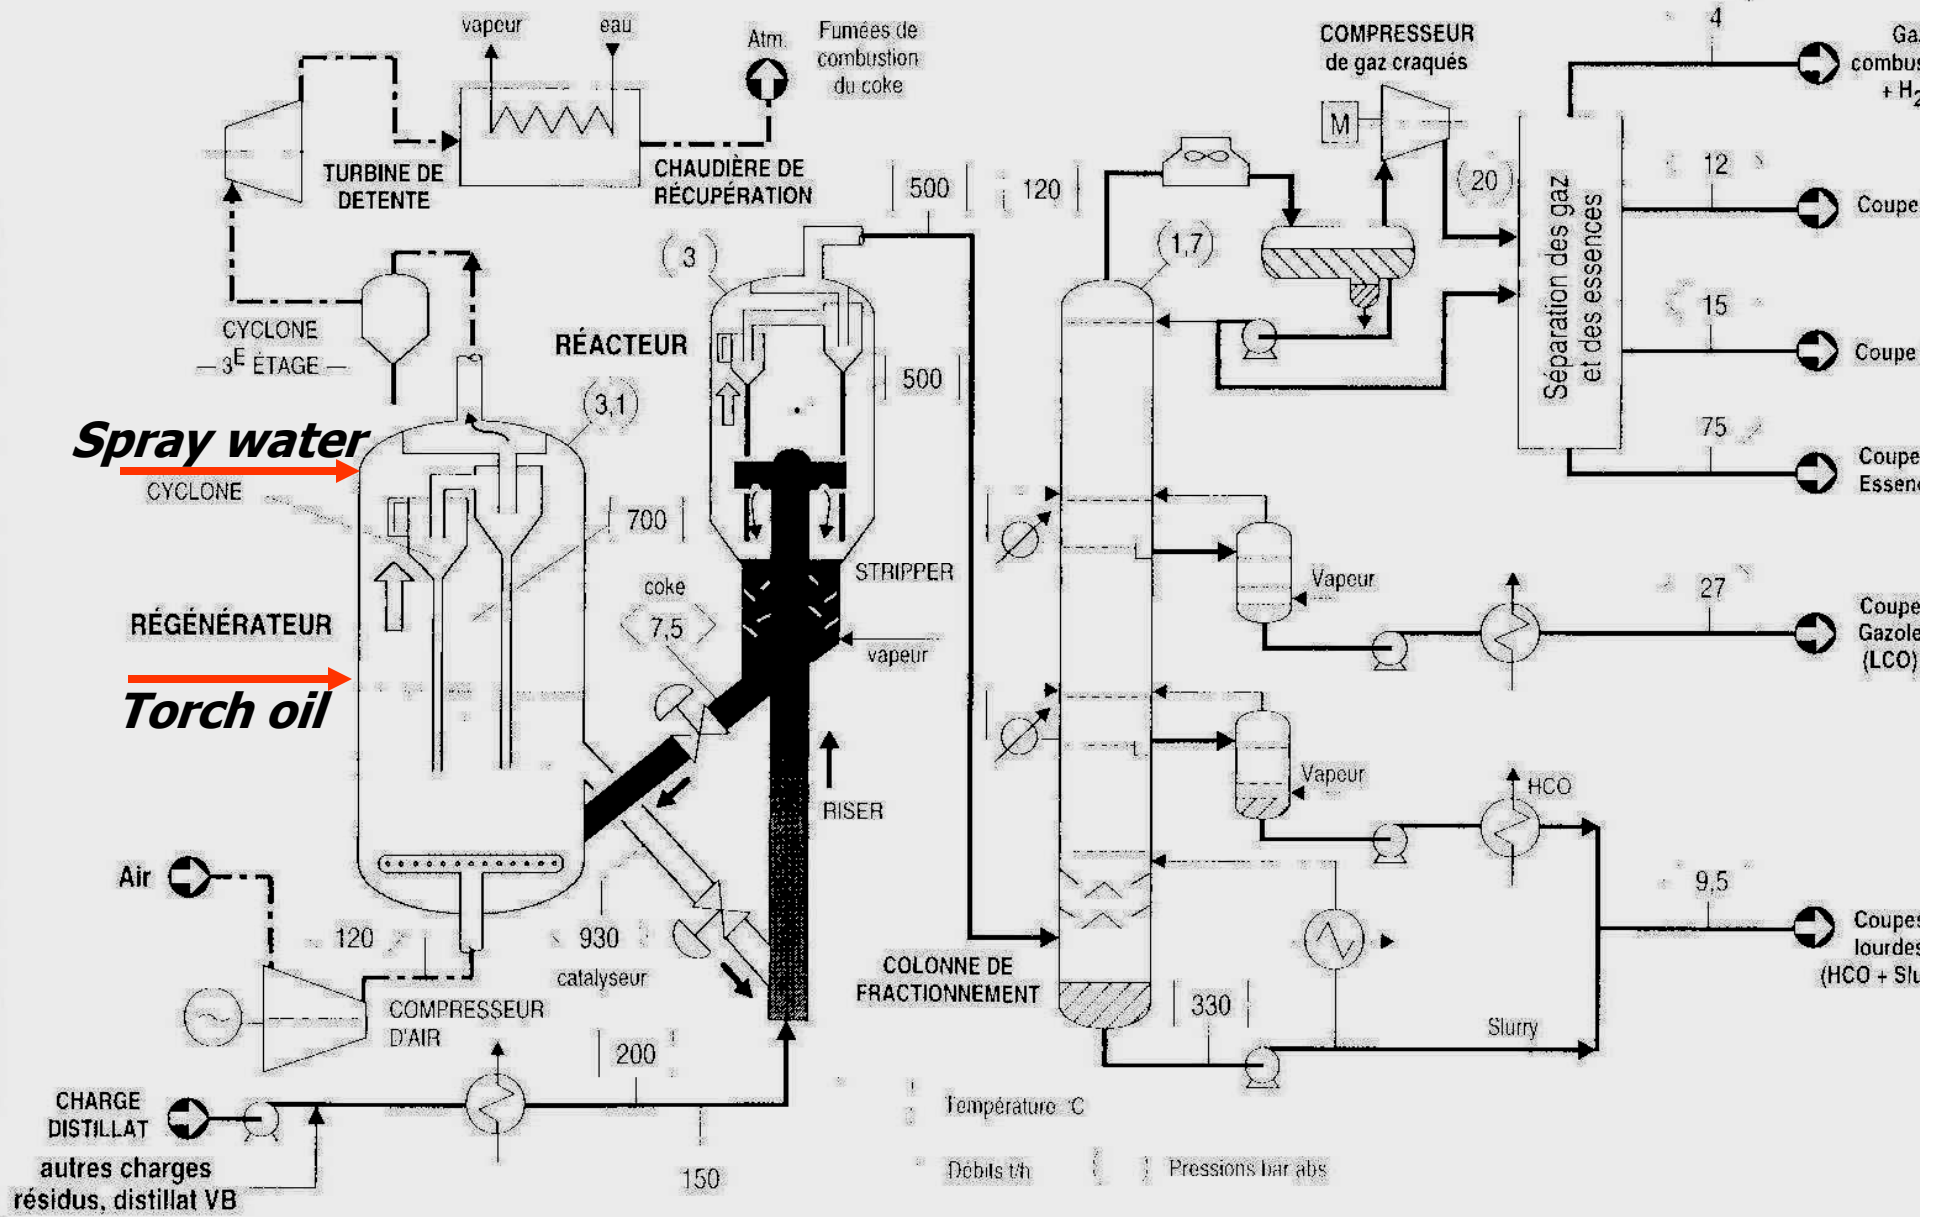 vapeur
eau
Atm.
Fumées de
combustion
du coke
TURBINE DE
DETENTE
CHAUDIÈRE DE
RÉCUPÉRATION
COMPRESSEUR
de gaz craqués
M
4
combus
+ H2
12
Coupe
15
Coupe
75
Coupe
Séparation des gaz
et des essences
(20)
500
120
(1,7)
(3)
RÉACTEUR
500
CYCLONE
3E ÉTAGE
(3,1)
Spray water
CYCLONE
700
RÉGÉNÉRATEUR
Torch oil
coke
7,5
STRIPPER
vapeur
RISER
Vapeur
27
Coupe
Gazole
(LCO)
Vapeur
HCO
9,5
Coupes
lourdes
(HCO + Slu
Air
120
930
catalyseur
COMPRESSEUR
D'AIR
COLONNE DE
FRACTIONNEMENT
330
Slurry
200
150
CHARGE
DISTILLAT
autres charges
résidus, distillat VB
Température °C
Débits t/h
( ) Pressions bar abs